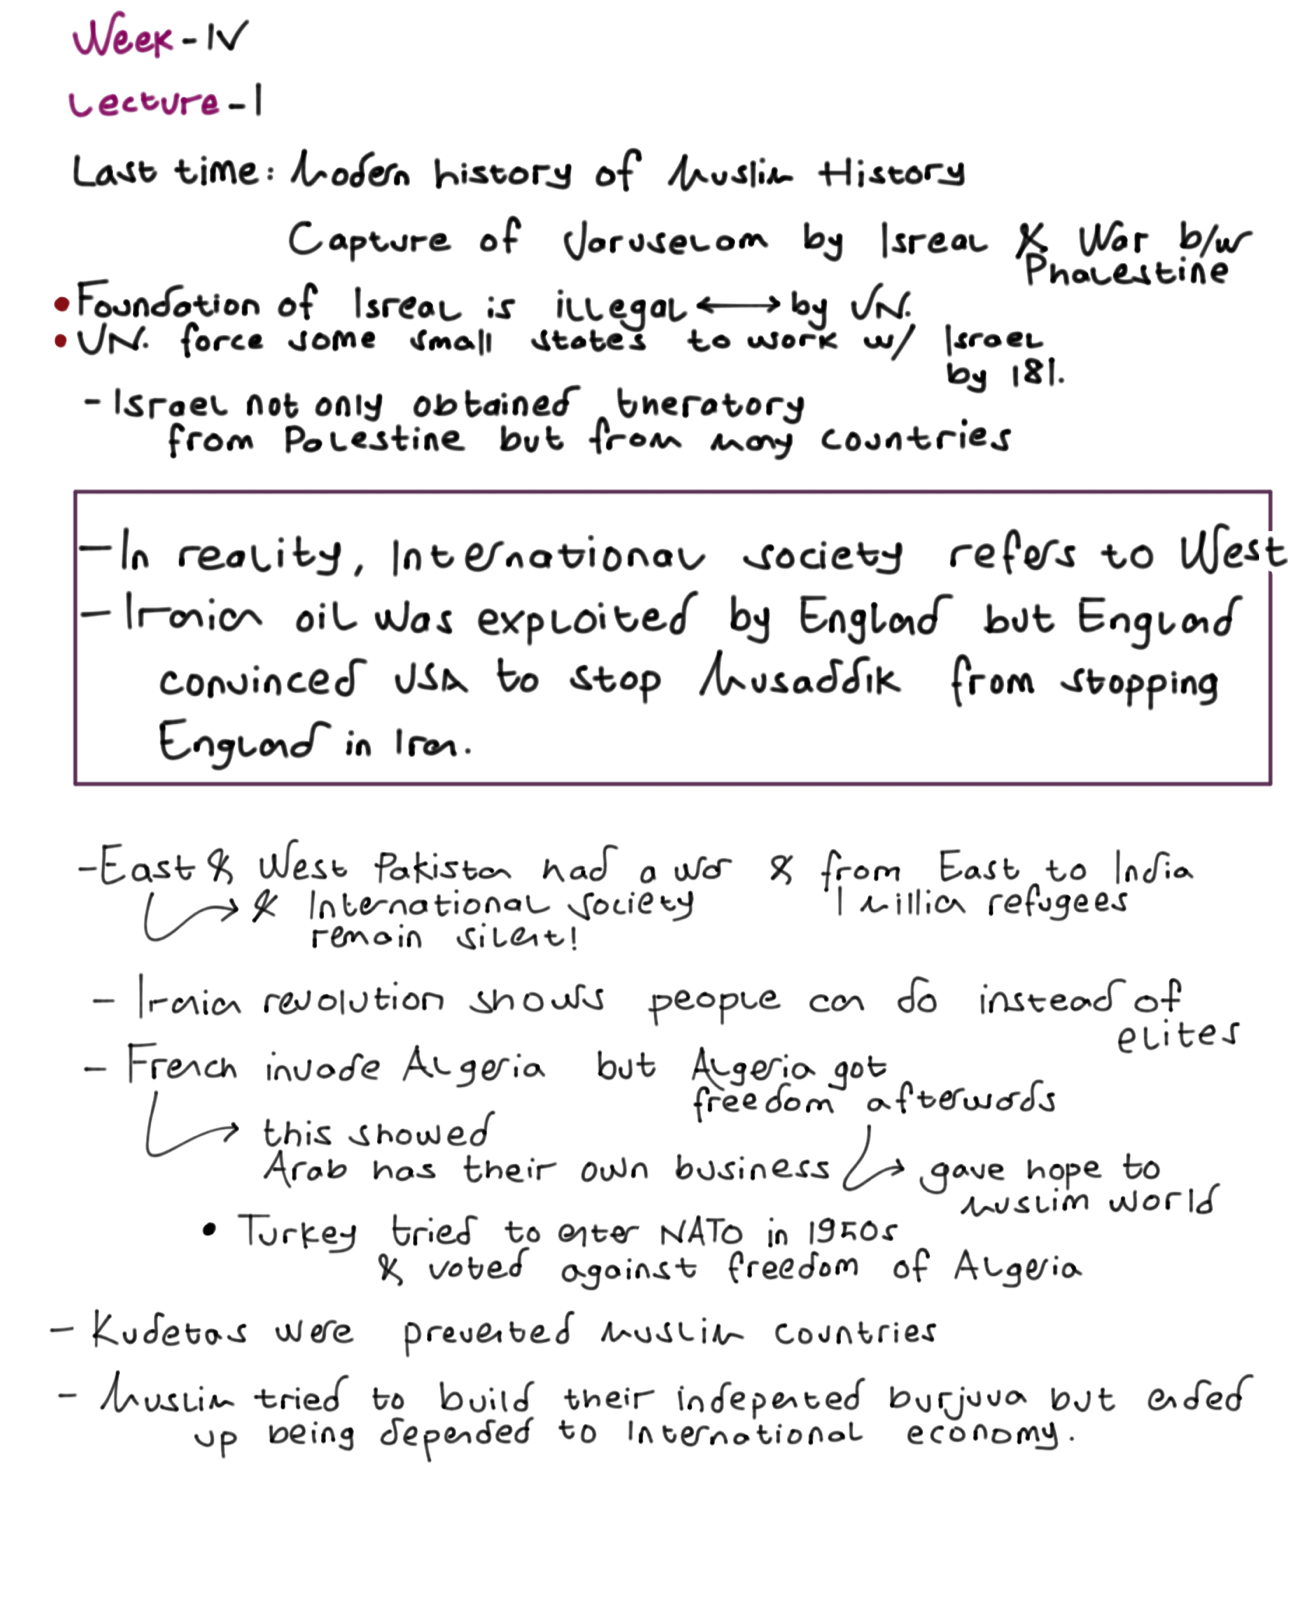 Week - IV
Lecture - 1
Last time: Modern history of Muslim History
Capture of Jaruselam by Isreal & War b/w
Phalestine
• Foundation of Isreal is illegal ↔ by UN.
• UN. force some small states to work w/ Israel
by 181.
- Israel not only obtained theratory
from Palestine but from many countries
- In reality, International society refers to West
- Iranian oil was exploited by England but England
convinced USA to stop Musaddik from stopping
England in Iran.
- East & West Pakistan had a war & from East to India
→ & International society 1 million refugees
remain silent!
- Iranian revolution shows people can do instead of
elites
- French invade Algeria but Algeria got
freedom afterwards
→ this showed
Arab has their own business → gave hope to
muslim world
• Turkey tried to enter NATO in 1950s
& voted against freedom of Algeria
- Kudetas were prevented muslim countries
- Muslim tried to build their indepented burjuva but ended
up being depended to International economy.